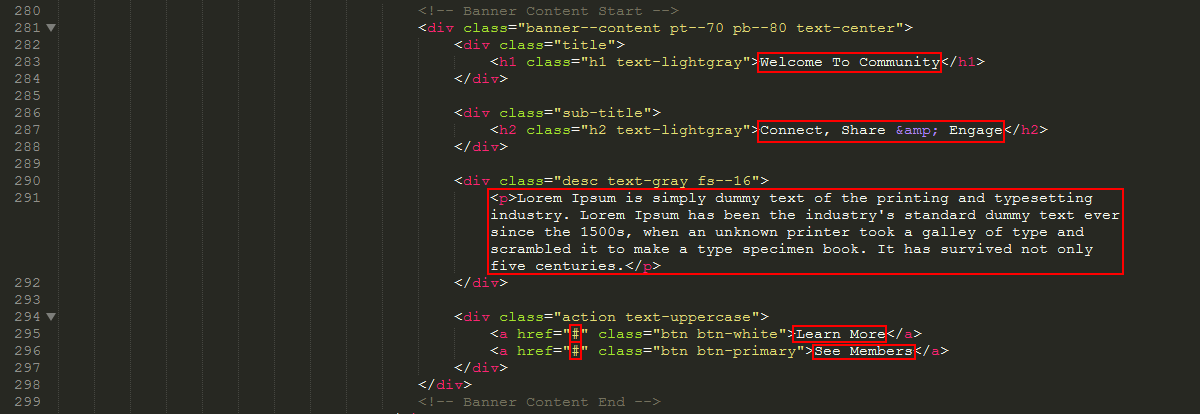 280 <!-- Banner Content Start -->
281 <div class="banner--content pt--70 pb--80 text-center">
282 <div class="title">
283 <h1 class="h1 text-lightgray">Welcome To Community</h1>
284 </div>
285
286 <div class="sub-title">
287 <h2 class="h2 text-lightgray">Connect, Share &amp; Engage</h2>
288 </div>
289
290 <div class="desc text-gray fs--16">
291 <p>Lorem Ipsum is simply dummy text of the printing and typesetting
industry. Lorem Ipsum has been the industry's standard dummy text ever
since the 1500s, when an unknown printer took a galley of type and
scrambled it to make a type specimen book. It has survived not only
five centuries.</p>
292 </div>
293
294 <div class="action text-uppercase">
295 <a href="#" class="btn btn-white">Learn More</a>
296 <a href="#" class="btn btn-primary">See Members</a>
297 </div>
298 </div>
299 <!-- Banner Content End -->